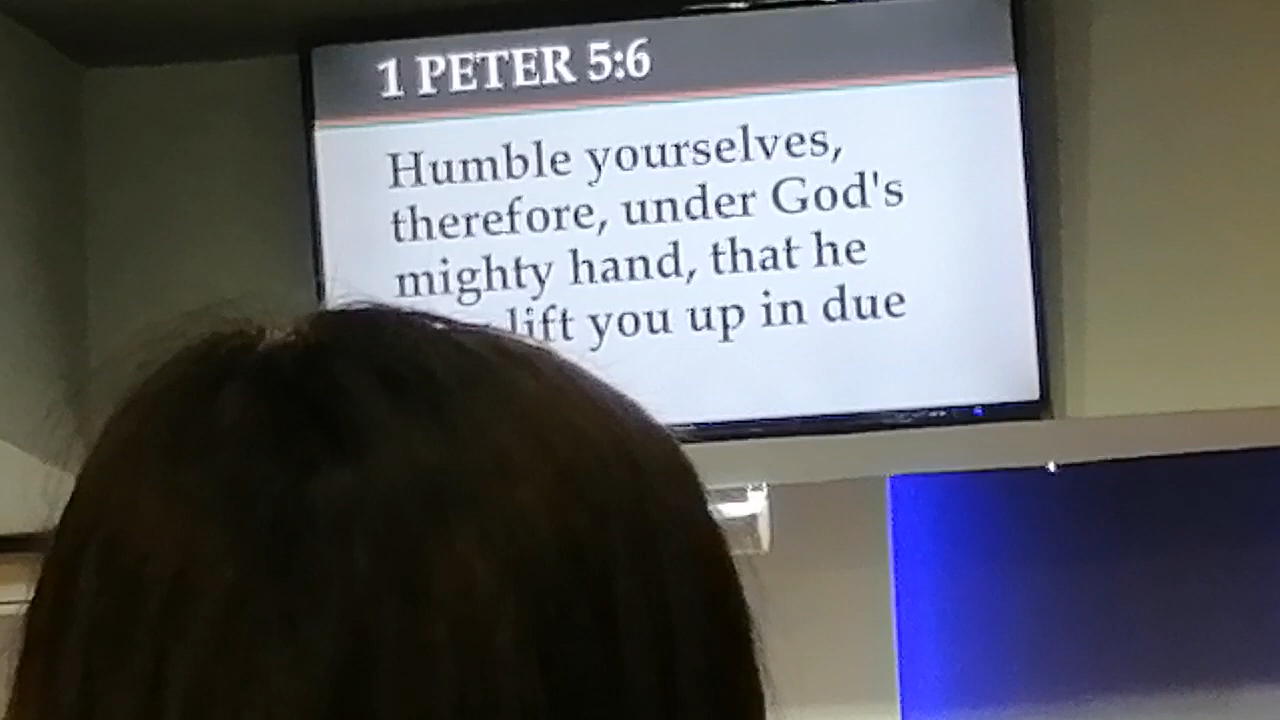 1 PETER 5:6
Humble yourselves,
therefore, under God's
mighty hand, that he
lift you up in due